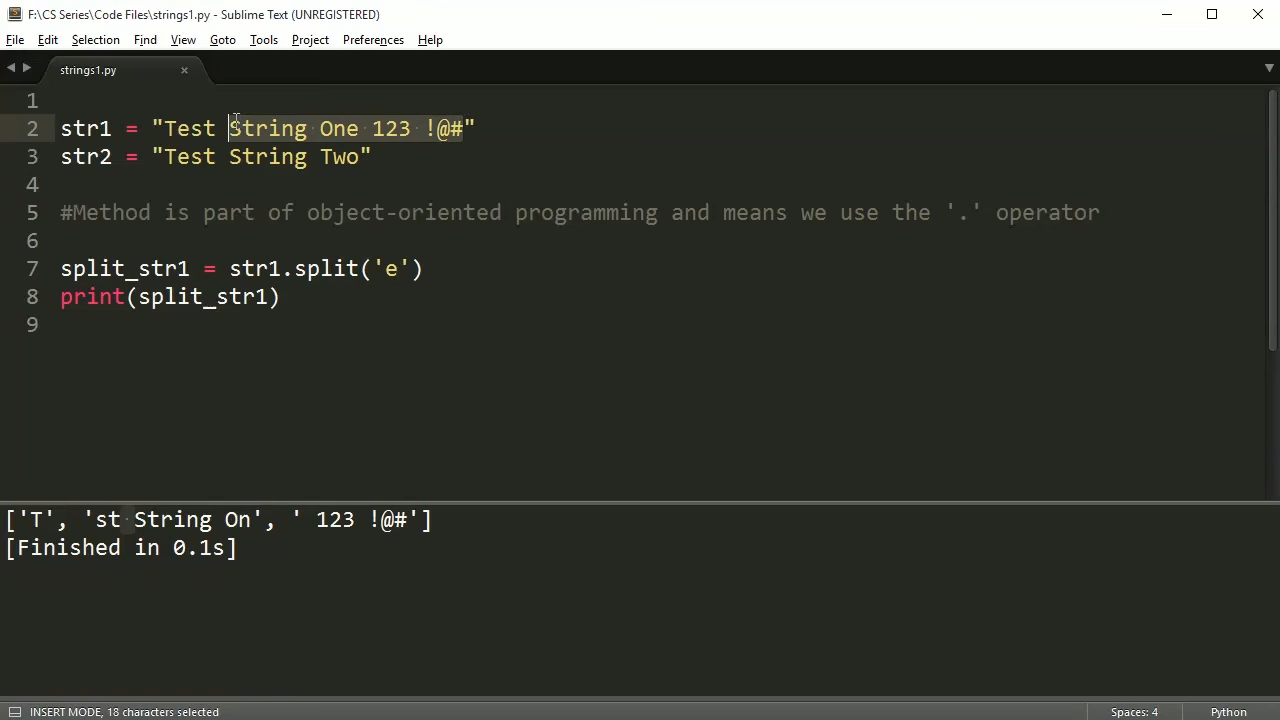 F:\CS Series\Code Files\strings1.py - Sublime Text (UNREGISTERED)
File Edit Selection Find View Goto Tools Project Preferences Help
strings1.py
1
2 str1 = "Test String One 123 !@#"
3 str2 = "Test String Two"
4
5 #Method is part of object-oriented programming and means we use the '.' operator
6
7 split_str1 = str1.split('e')
8 print(split_str1)
9
['T', 'st String On', ' 123 !@#']
[Finished in 0.1s]
INSERT MODE, 18 characters selected Spaces: 4 Python